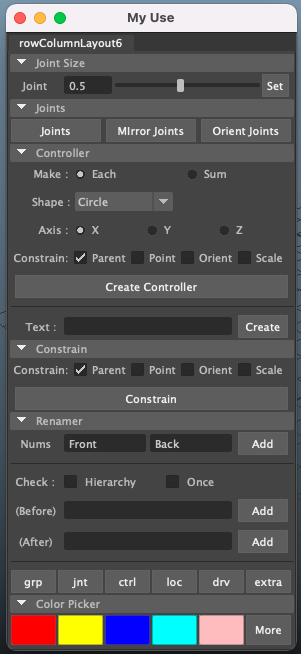 My Use
rowColumnLayout6
Joint Size
Joint 0.5 Set
Joints
Joints MIrror Joints Orient Joints
Controller
Make : Each Sum
Shape : Circle
Axis : X Y Z
Constrain: Parent Point Orient Scale
Create Controller
Text : Create
Constrain
Constrain: Parent Point Orient Scale
Constrain
Renamer
Nums Front Back Add
Check : Hierarchy Once
(Before) Add
(After) Add
grp jnt ctrl loc drv extra
Color Picker
More